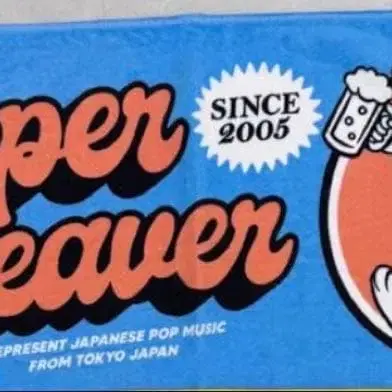 per
SINCE
2005
eaver
EPRESENT JAPANESE POP MUSIC
FROM TOKYO JAPAN